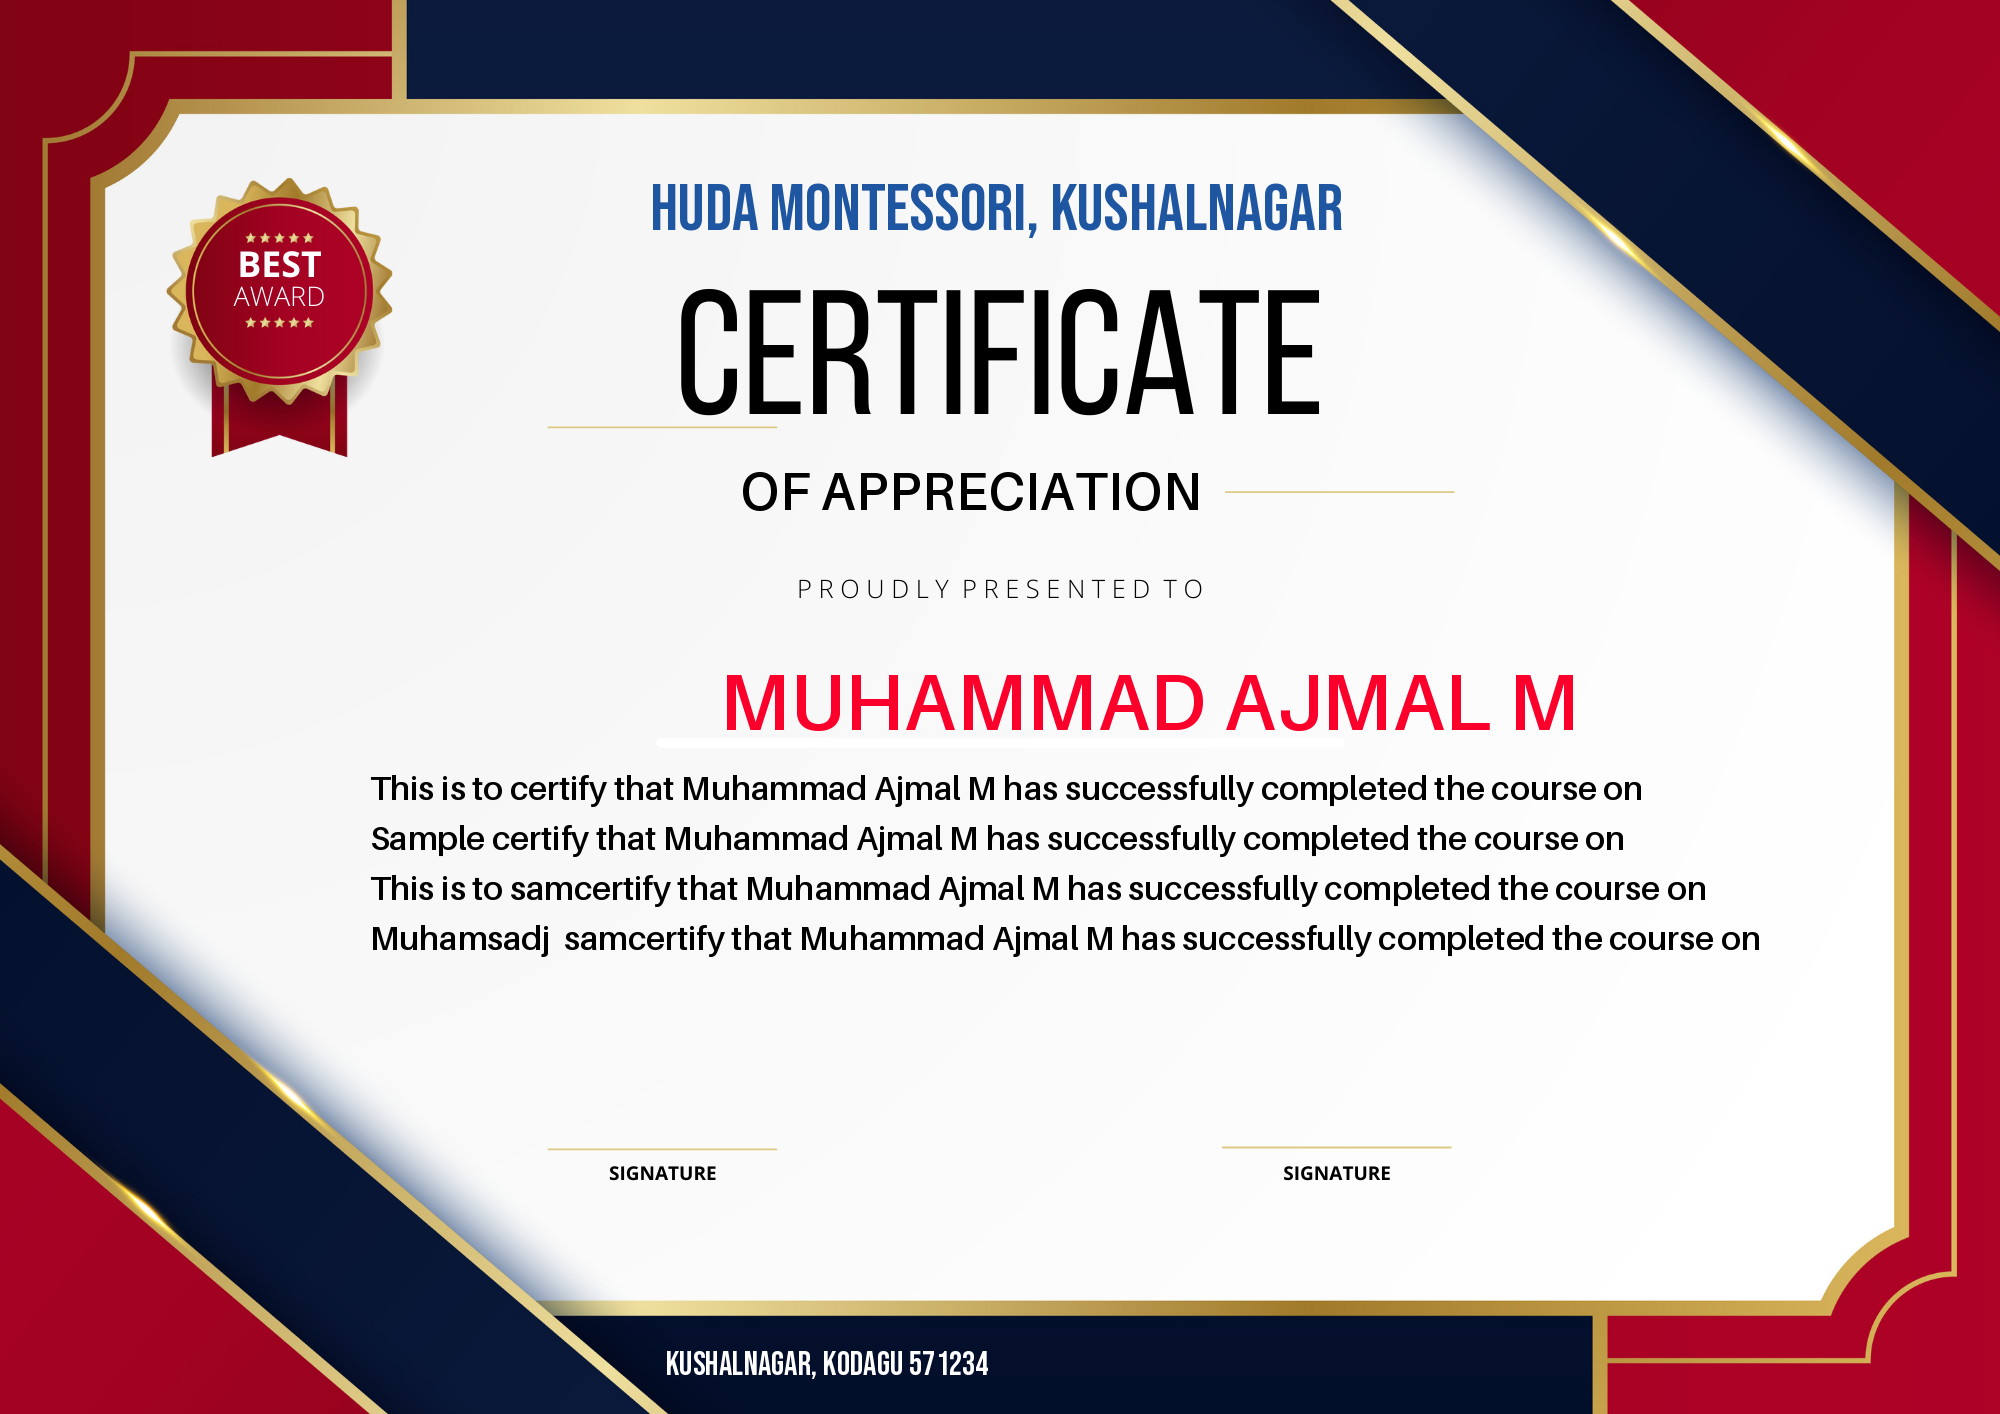 HUDA MONTESSORI, KUSHALNAGAR
BEST
AWARD
CERTIFICATE
OF APPRECIATION
PROUDLY PRESENTED TO
MUHAMMAD AJMAL M
This is to certify that Muhammad Ajmal M has successfully completed the course on
Sample certify that Muhammad Ajmal M has successfully completed the course on
This is to samcertify that Muhammad Ajmal M has successfully completed the course on
Muhamsadj  samcertify that Muhammad Ajmal M has successfully completed the course on
SIGNATURE
SIGNATURE
KUSHALNAGAR, KODAGU 571234